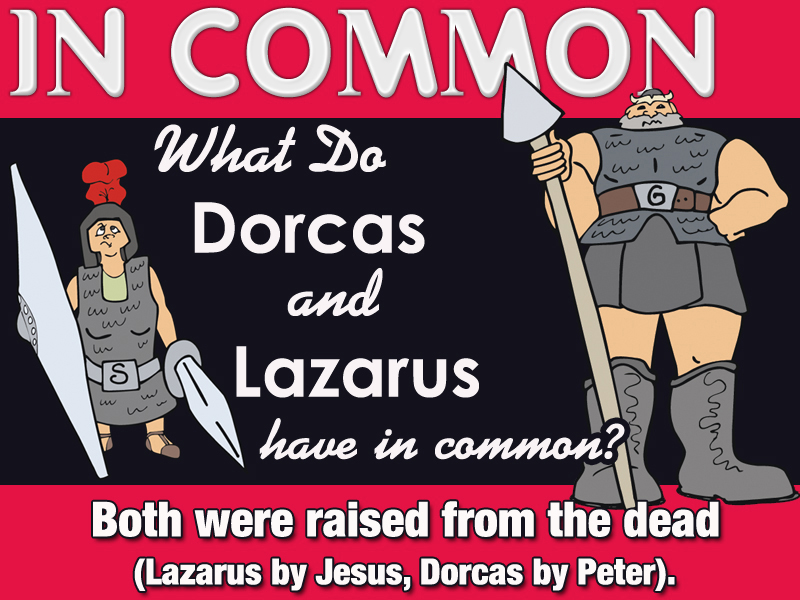 IN COMMON
What Do
Dorcas
and
Lazarus
have in common?
G
S
Both were raised from the dead
(Lazarus by Jesus, Dorcas by Peter).